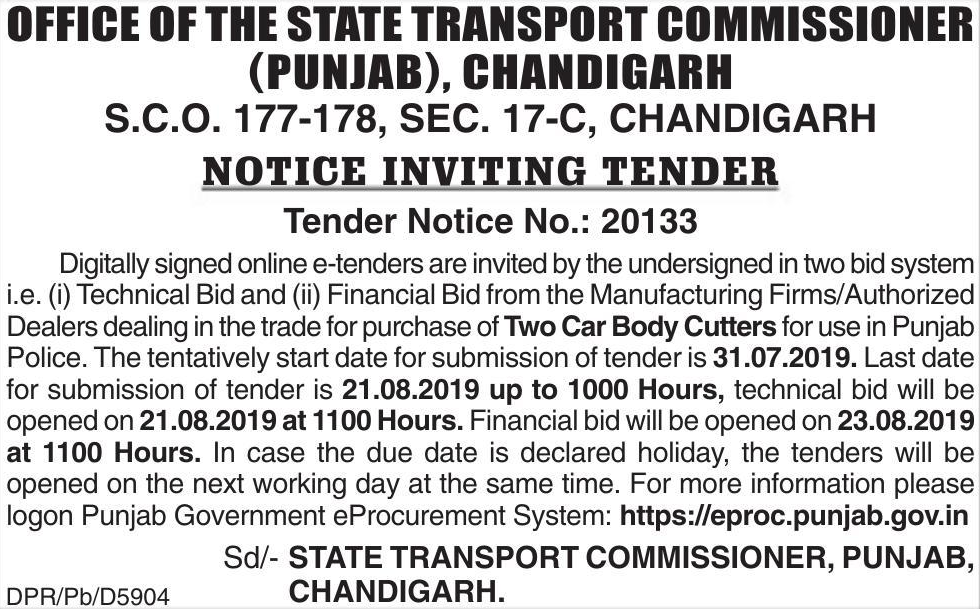 OFFICE OF THE STATE TRANSPORT COMMISSIONER
(PUNJAB), CHANDIGARH
S.C.O. 177-178, SEC. 17-C, CHANDIGARH
NOTICE INVITING TENDER
Tender Notice No.: 20133
Digitally signed online e-tenders are invited by the undersigned in two bid system
i.e. (i) Technical Bid and (ii) Financial Bid from the Manufacturing Firms/Authorized
Dealers dealing in the trade for purchase of Two Car Body Cutters for use in Punjab
Police. The tentatively start date for submission of tender is 31.07.2019. Last date
for submission of tender is 21.08.2019 up to 1000 Hours, technical bid will be
opened on 21.08.2019 at 1100 Hours. Financial bid will be opened on 23.08.2019
at 1100 Hours. In case the due date is declared holiday, the tenders will be
opened on the next working day at the same time. For more information please
logon Punjab Government eProcurement System: https://eproc.punjab.gov.in
Sd/- STATE TRANSPORT COMMISSIONER, PUNJAB,
DPR/Pb/D5904 CHANDIGARH.